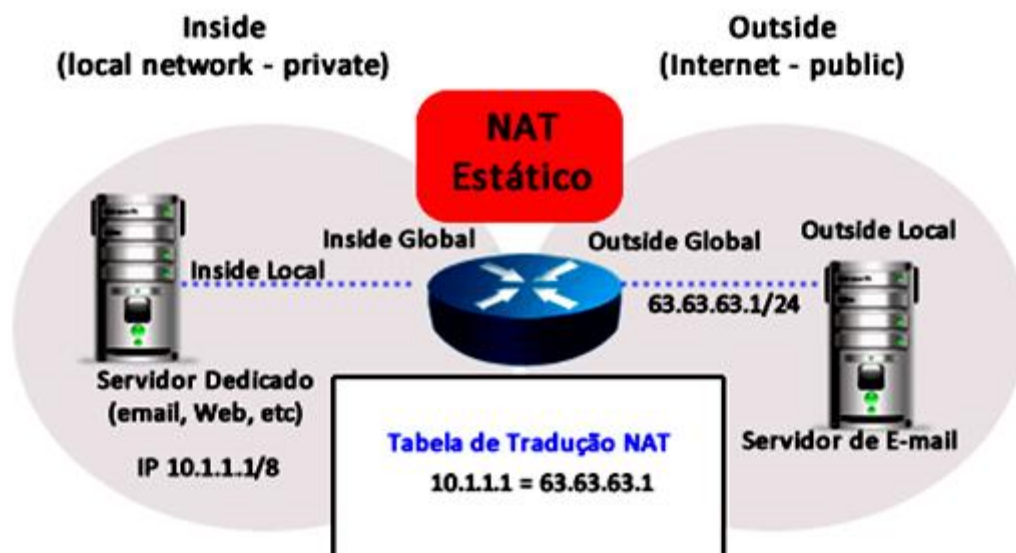 Inside
(local network - private)
Outside
(Internet - public)
NAT
Estático
Inside Global
Outside Global
Outside Local
Inside Local
63.63.63.1/24
Servidor Dedicado
(email, Web, etc)
IP 10.1.1.1/8
Tabela de Tradução NAT
10.1.1.1 = 63.63.63.1
Servidor de E-mail